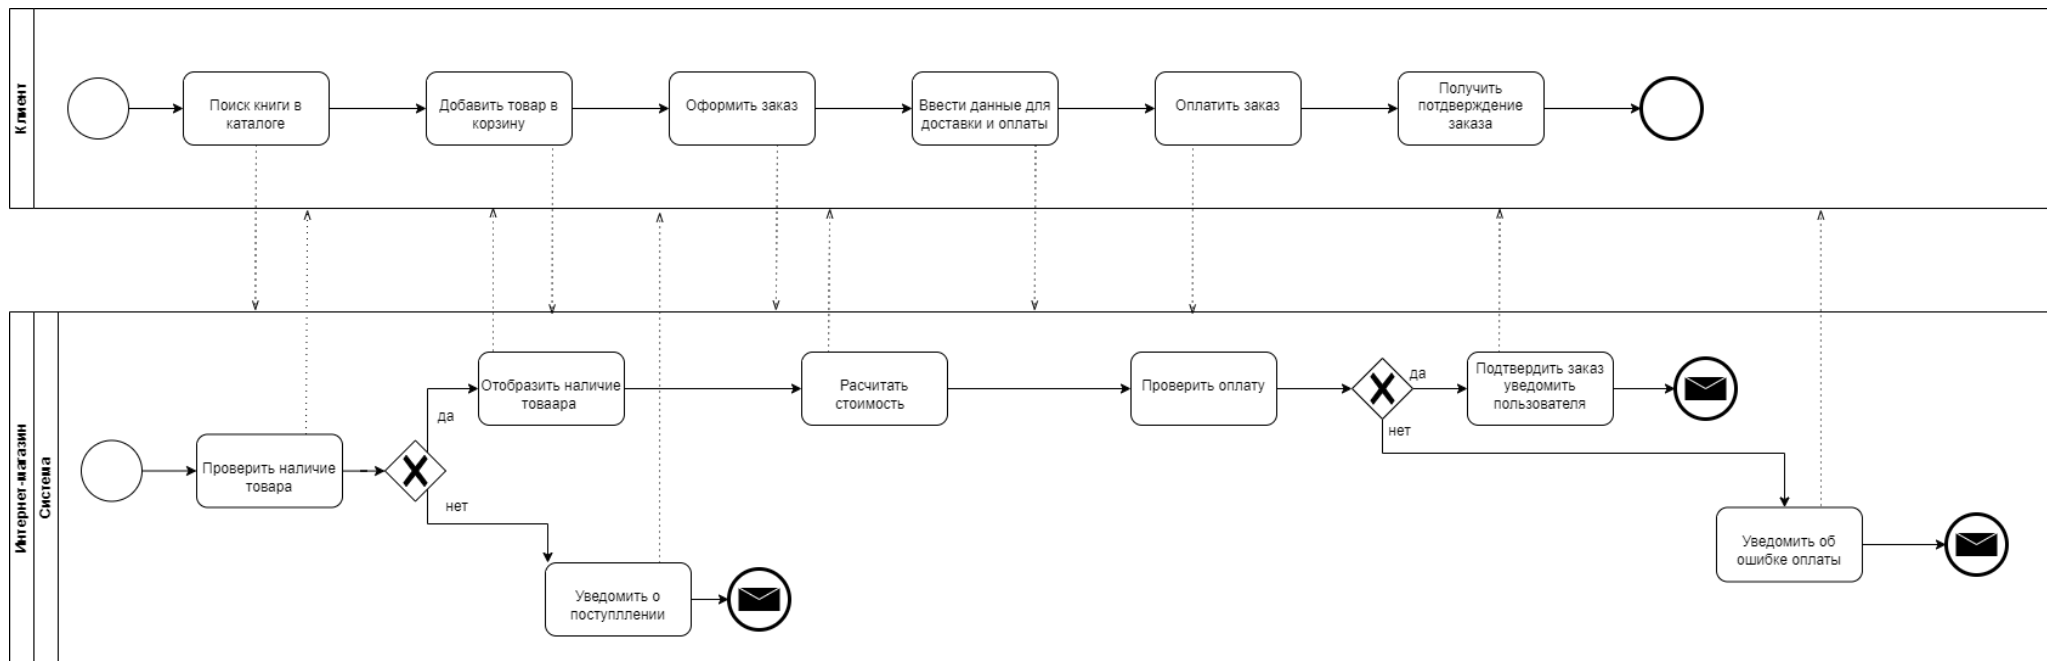 Клиент
Поиск книги в
каталоге
Добавить товар в
корзину
Оформить заказ
Ввести данные для
доставки и оплаты
Оплатить заказ
Получить
потдверждение
заказа
Интернет-магазин
Система
Проверить наличие
товара
да
нет
Отобразить наличие
товаара
Уведомить о
поступллении
Расчитать
стоимость
Проверить оплату
да
нет
Подтвердить заказ
уведомить
пользователя
Уведомить об
ошибке оплаты